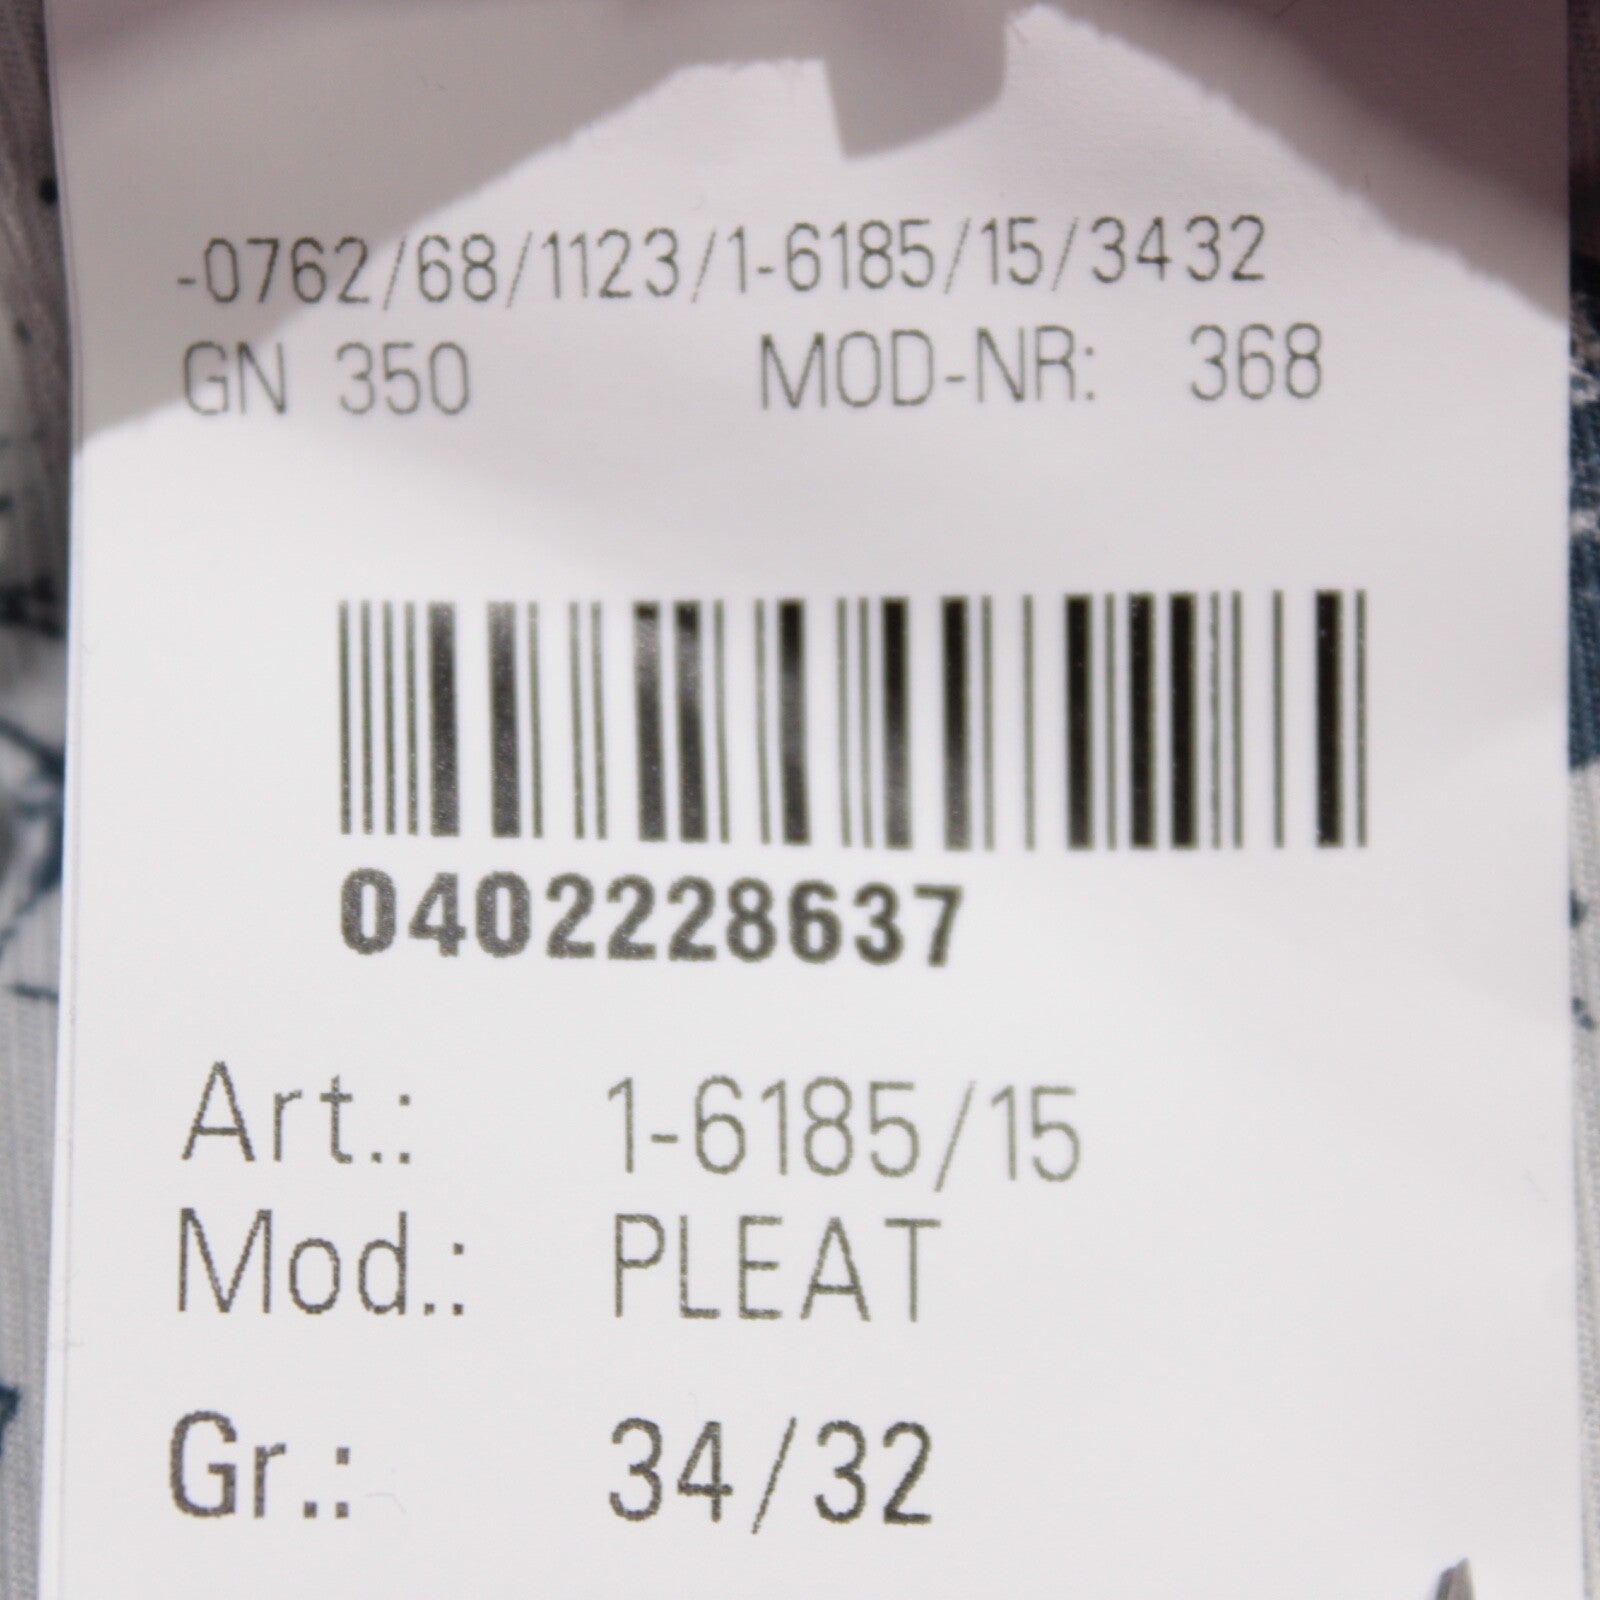 -0762/68/1123/1-6185/15/3432
GN 350 MOD-NR: 368
0402228637
Art.: 1-6185/15
Mod.: PLEAT
Gr.: 34/32